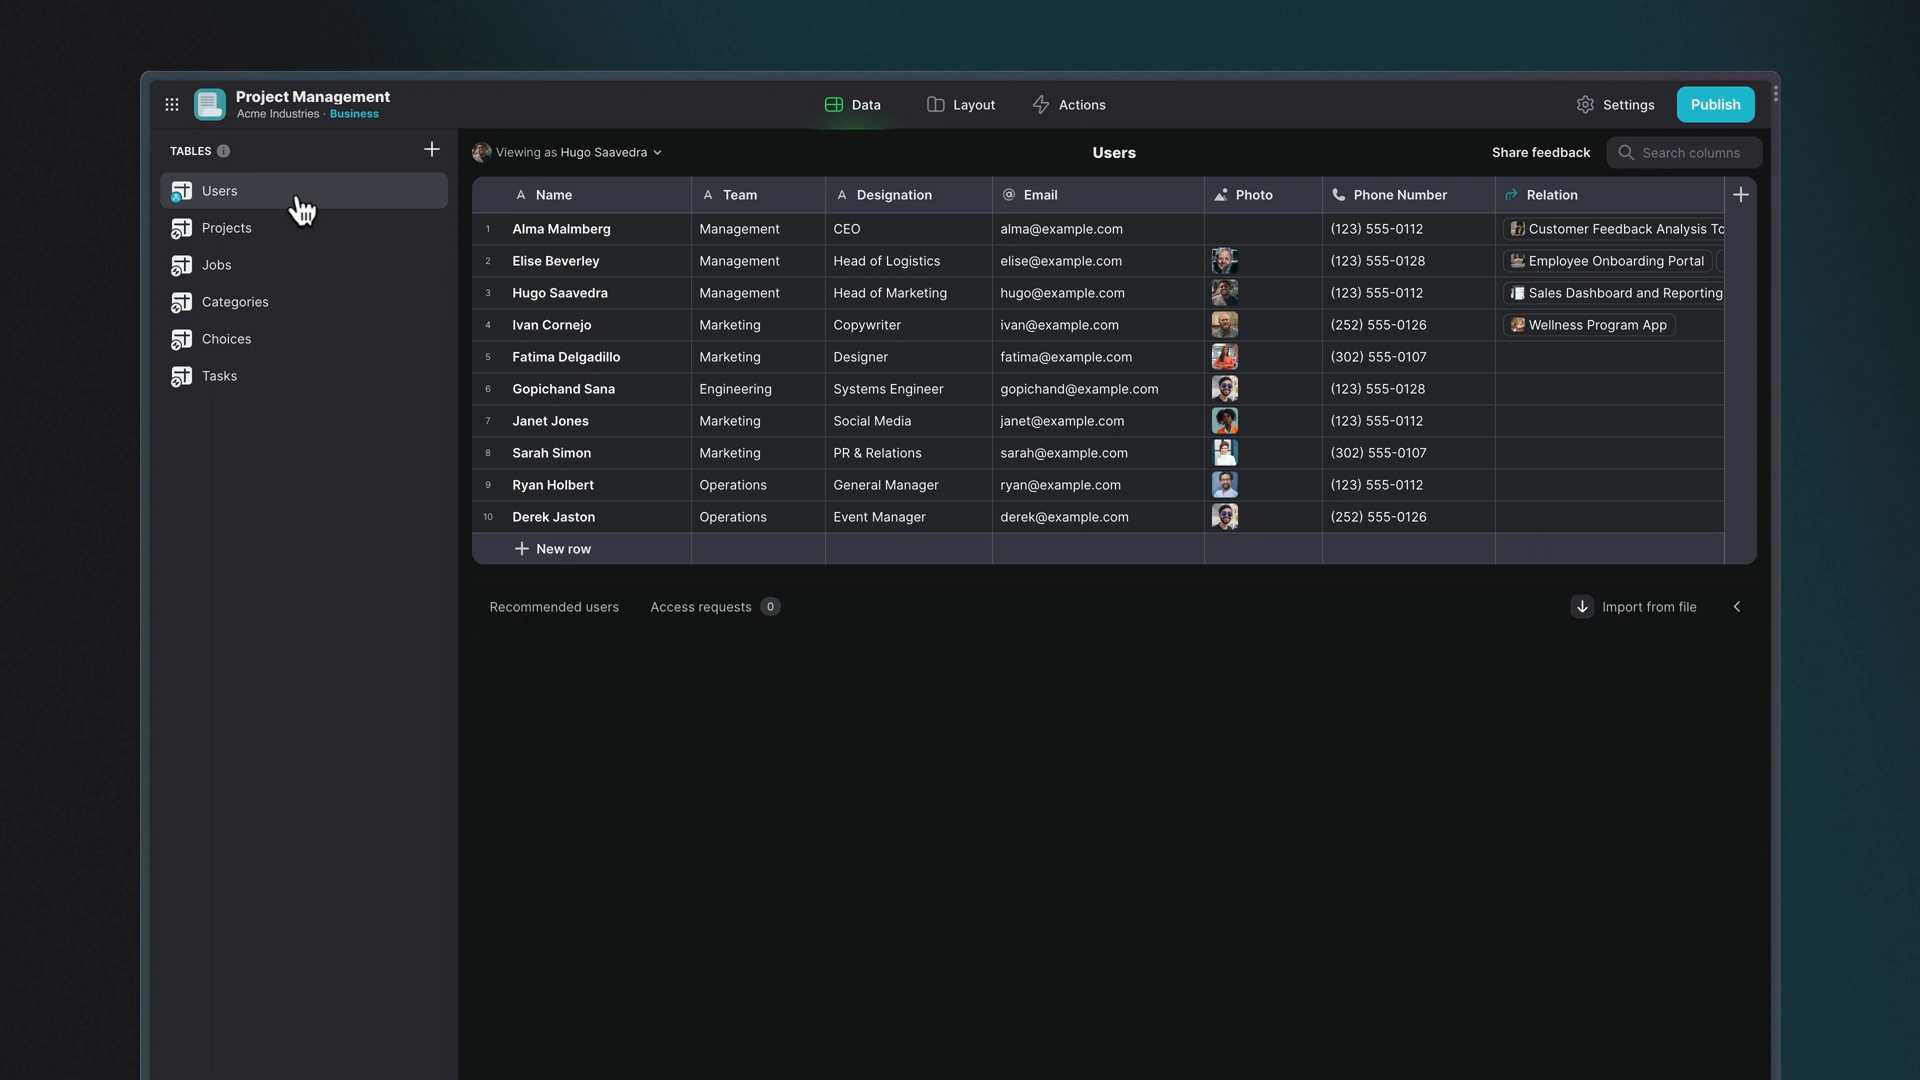 Project Management
Acme Industries · Business
Data
Layout
Actions
Settings
Publish
TABLES
Users
Projects
Jobs
Categories
Choices
Tasks
Viewing as Hugo Saavedra
Users
Share feedback
Search columns
Name Team Designation Email Photo Phone Number Relation
1 Alma Malmberg Management CEO alma@example.com (123) 555-0112 Customer Feedback Analysis To
2 Elise Beverley Management Head of Logistics elise@example.com (123) 555-0128 Employee Onboarding Portal
3 Hugo Saavedra Management Head of Marketing hugo@example.com (123) 555-0112 Sales Dashboard and Reporting
4 Ivan Cornejo Marketing Copywriter ivan@example.com (252) 555-0126 Wellness Program App
5 Fatima Delgadillo Marketing Designer fatima@example.com (302) 555-0107
6 Gopichand Sana Engineering Systems Engineer gopichand@example.com (123) 555-0128
7 Janet Jones Marketing Social Media janet@example.com (123) 555-0112
8 Sarah Simon Marketing PR & Relations sarah@example.com (302) 555-0107
9 Ryan Holbert Operations General Manager ryan@example.com (123) 555-0112
10 Derek Jaston Operations Event Manager derek@example.com (252) 555-0126
New row
Recommended users
Access requests 0
Import from file